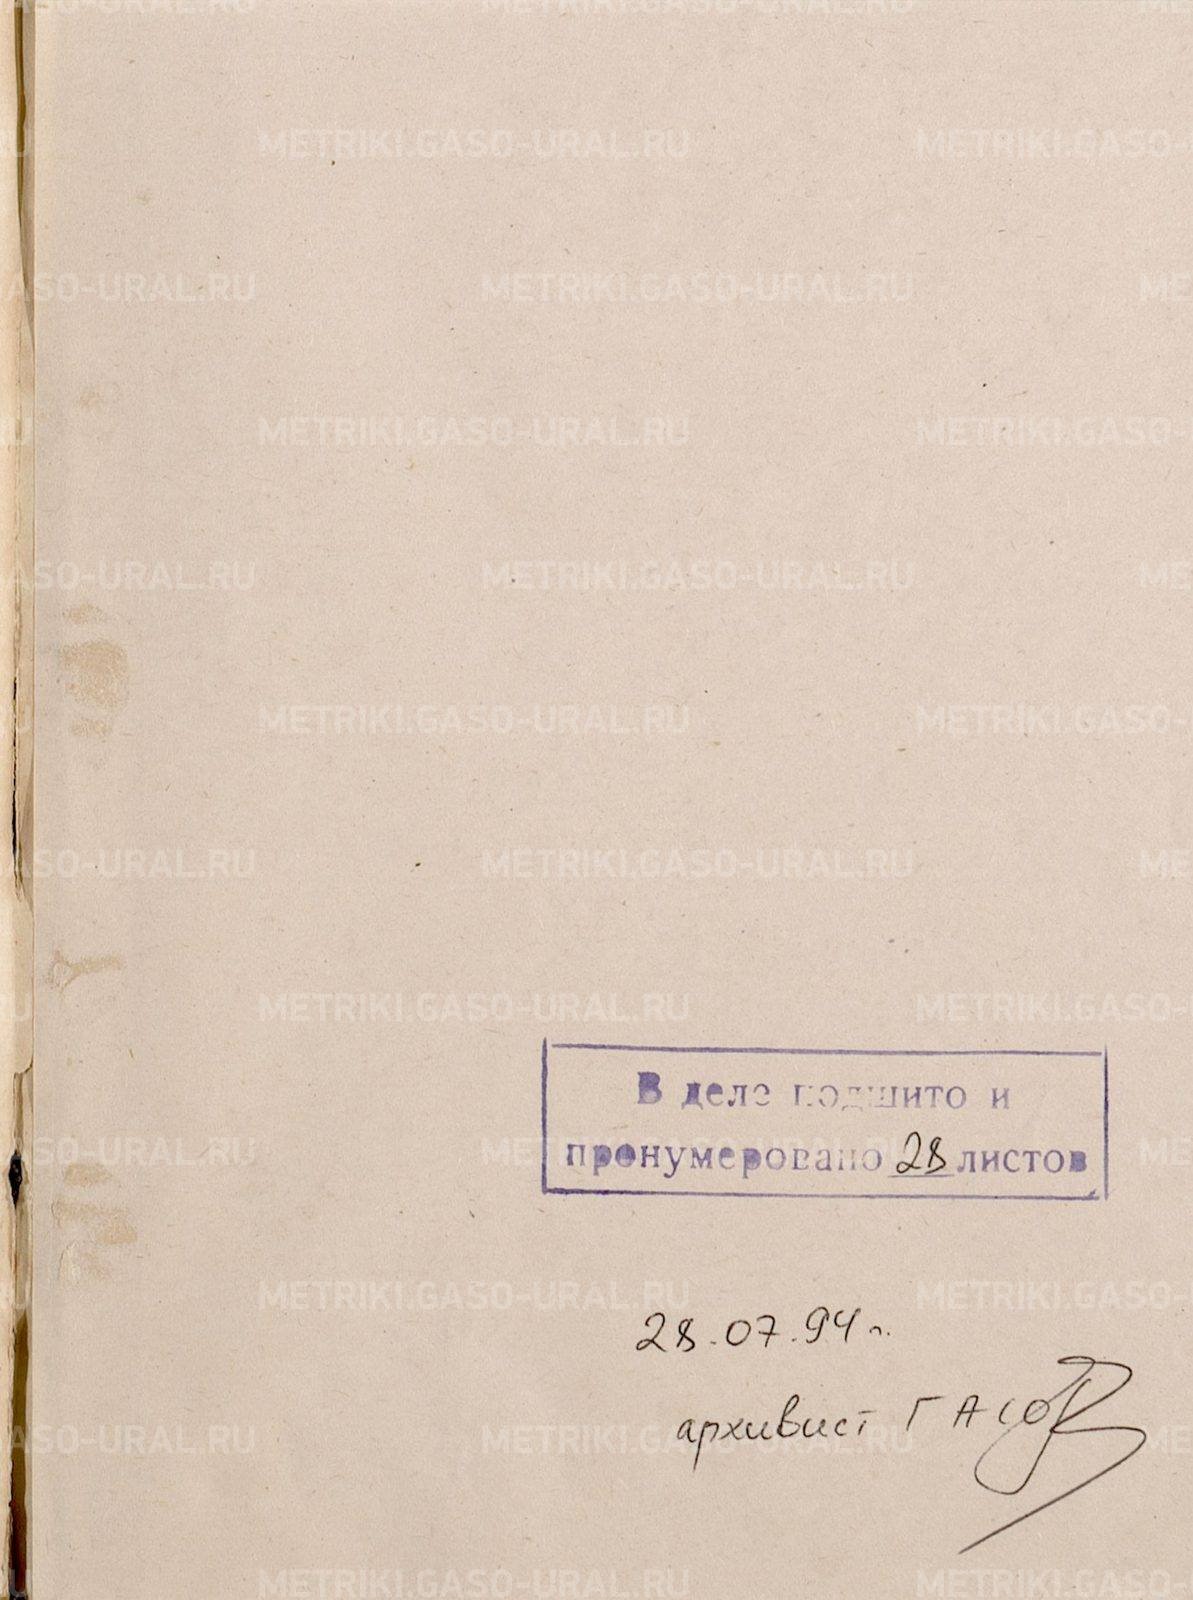 В деле подшито и
пронумеровано 28 листов
28.07.94 г.
архивист ГАСО
METRIKI.GASO-URAL.RU